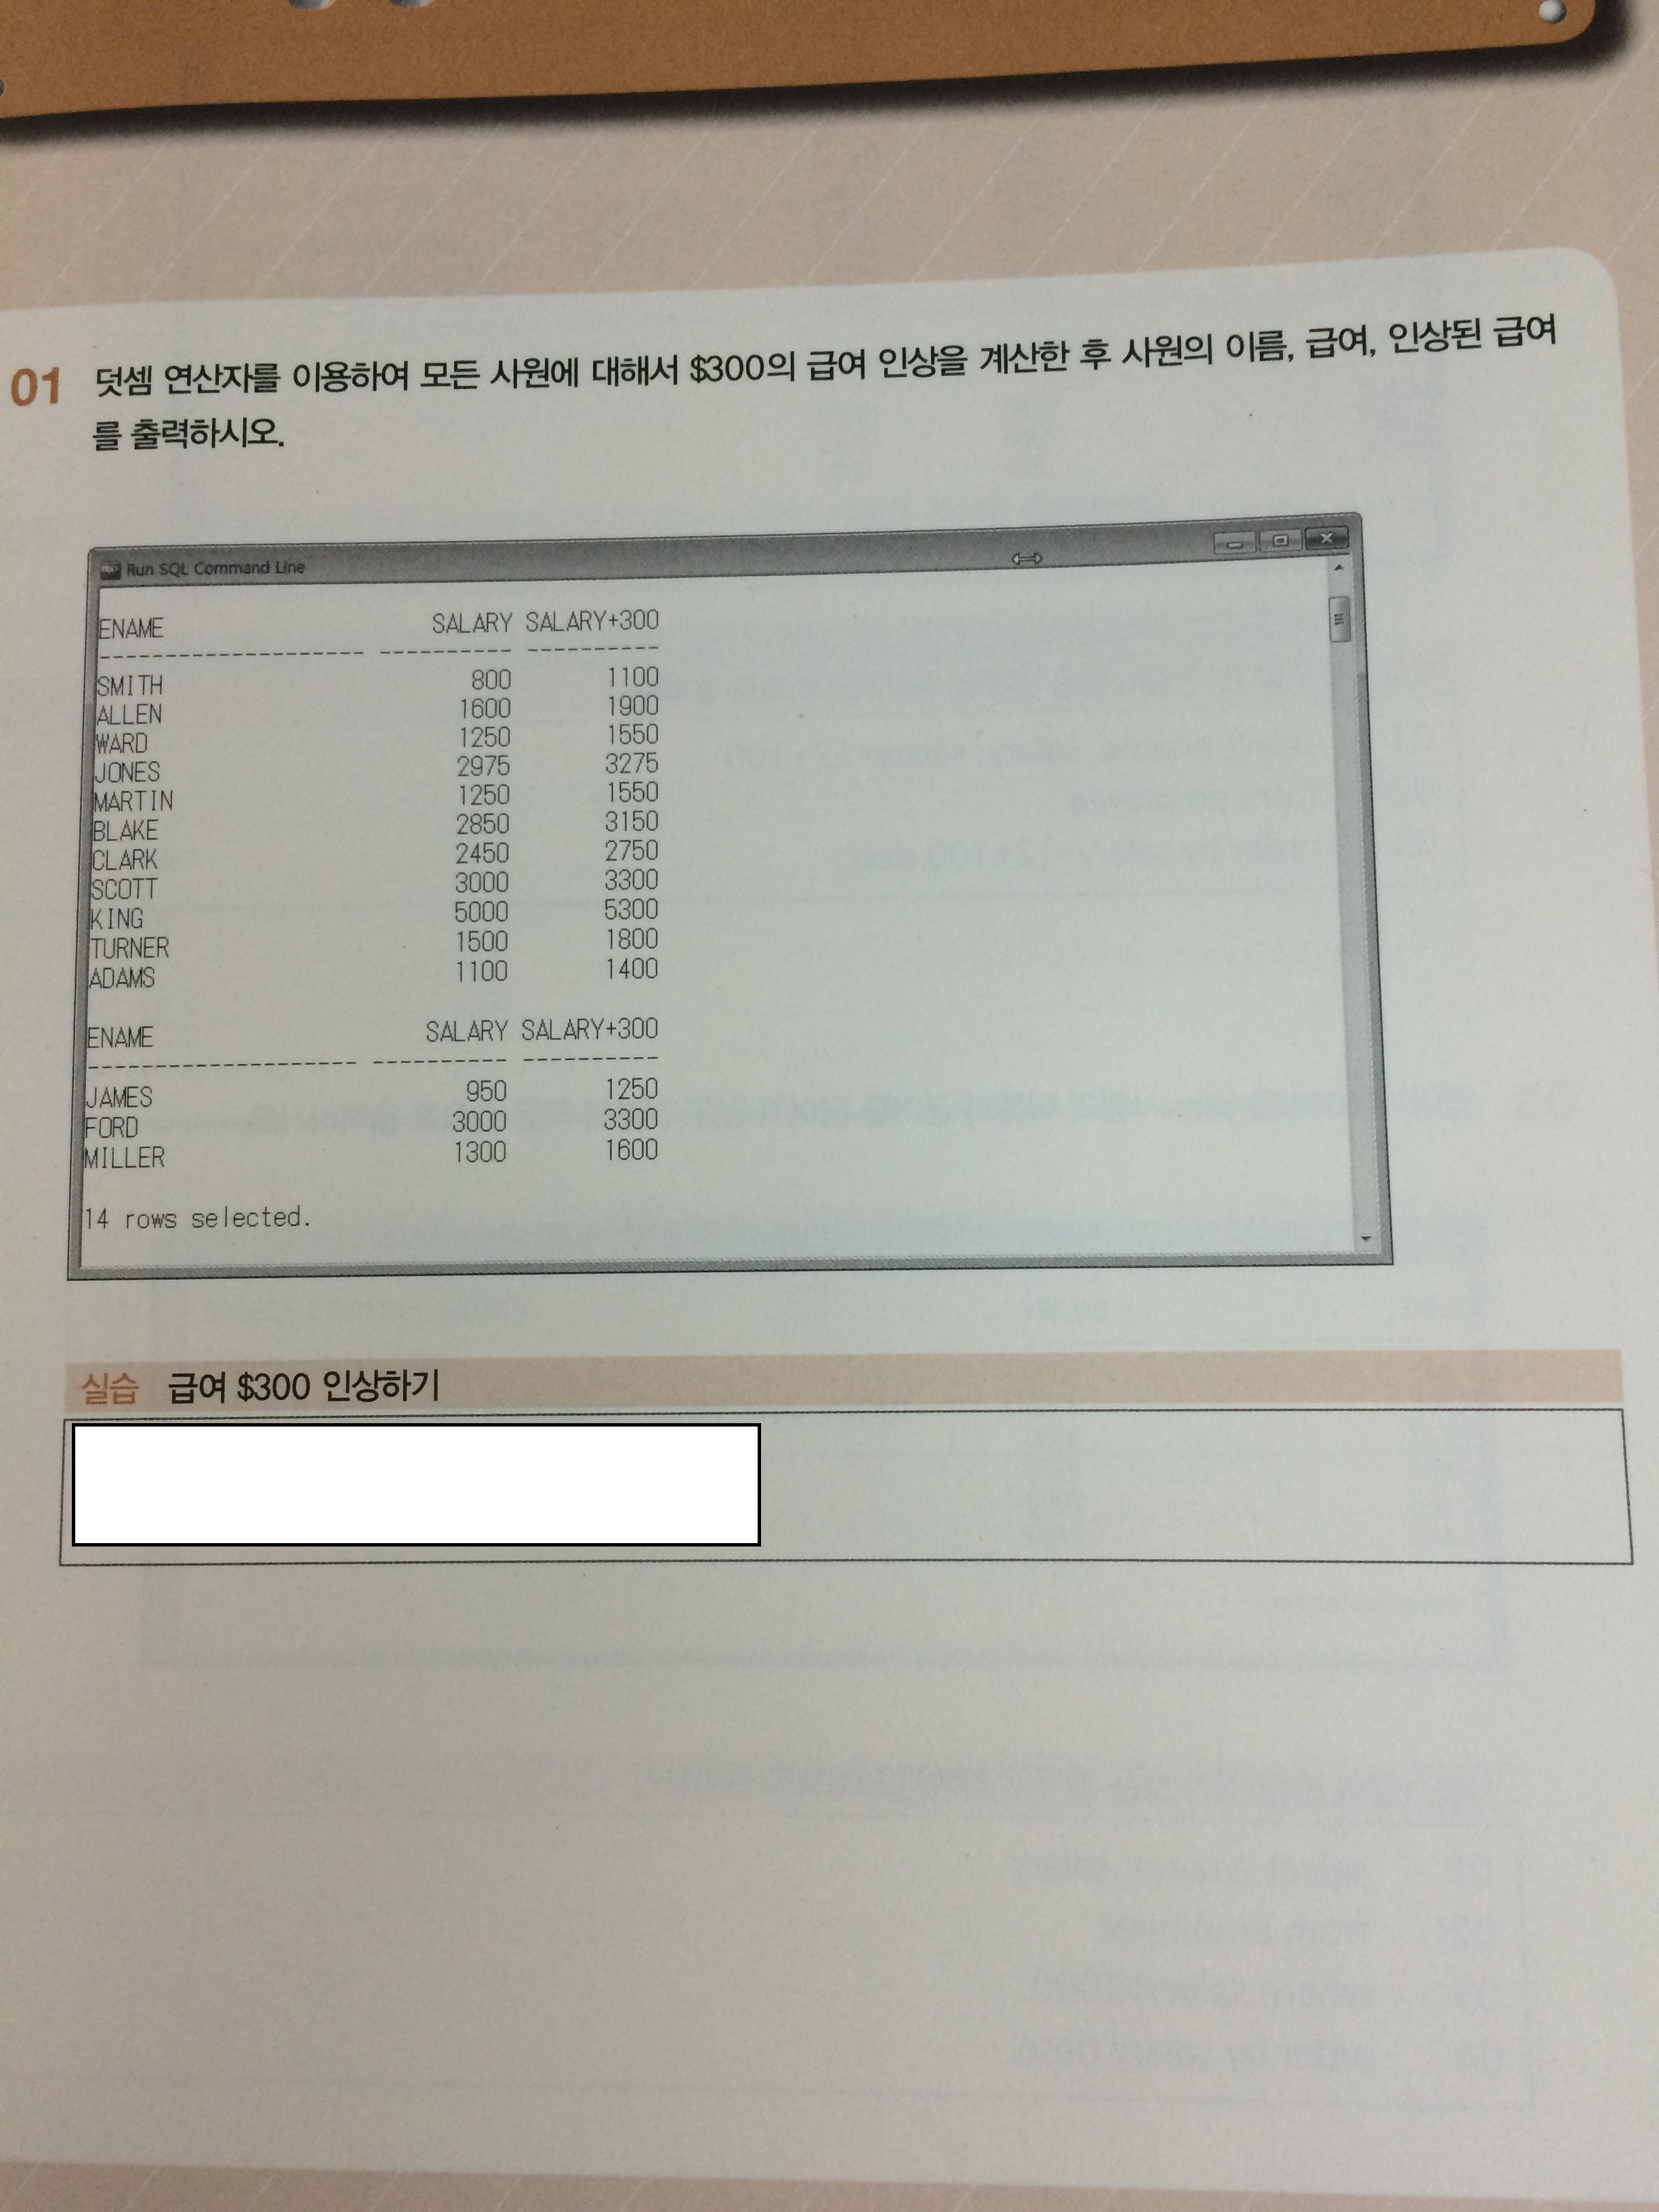 01 덧셈 연산자를 이용하여 모든 사원에 대해서 $300의 급여 인상을 계산한 후 사원의 이름, 급여, 인상된 급여
를 출력하시오.
Run SQL Command Line
ENAME SALARY SALARY+300
-------------------- ---------- ----------
SMITH 800 1100
ALLEN 1600 1900
WARD 1250 1550
JONES 2975 3275
MARTIN 1250 1550
BLAKE 2850 3150
CLARK 2450 2750
SCOTT 3000 3300
KING 5000 5300
TURNER 1500 1800
ADAMS 1100 1400
ENAME SALARY SALARY+300
-------------------- ---------- ----------
JAMES 950 1250
FORD 3000 3300
MILLER 1300 1600
14 rows selected.
실습 급여 $300 인상하기